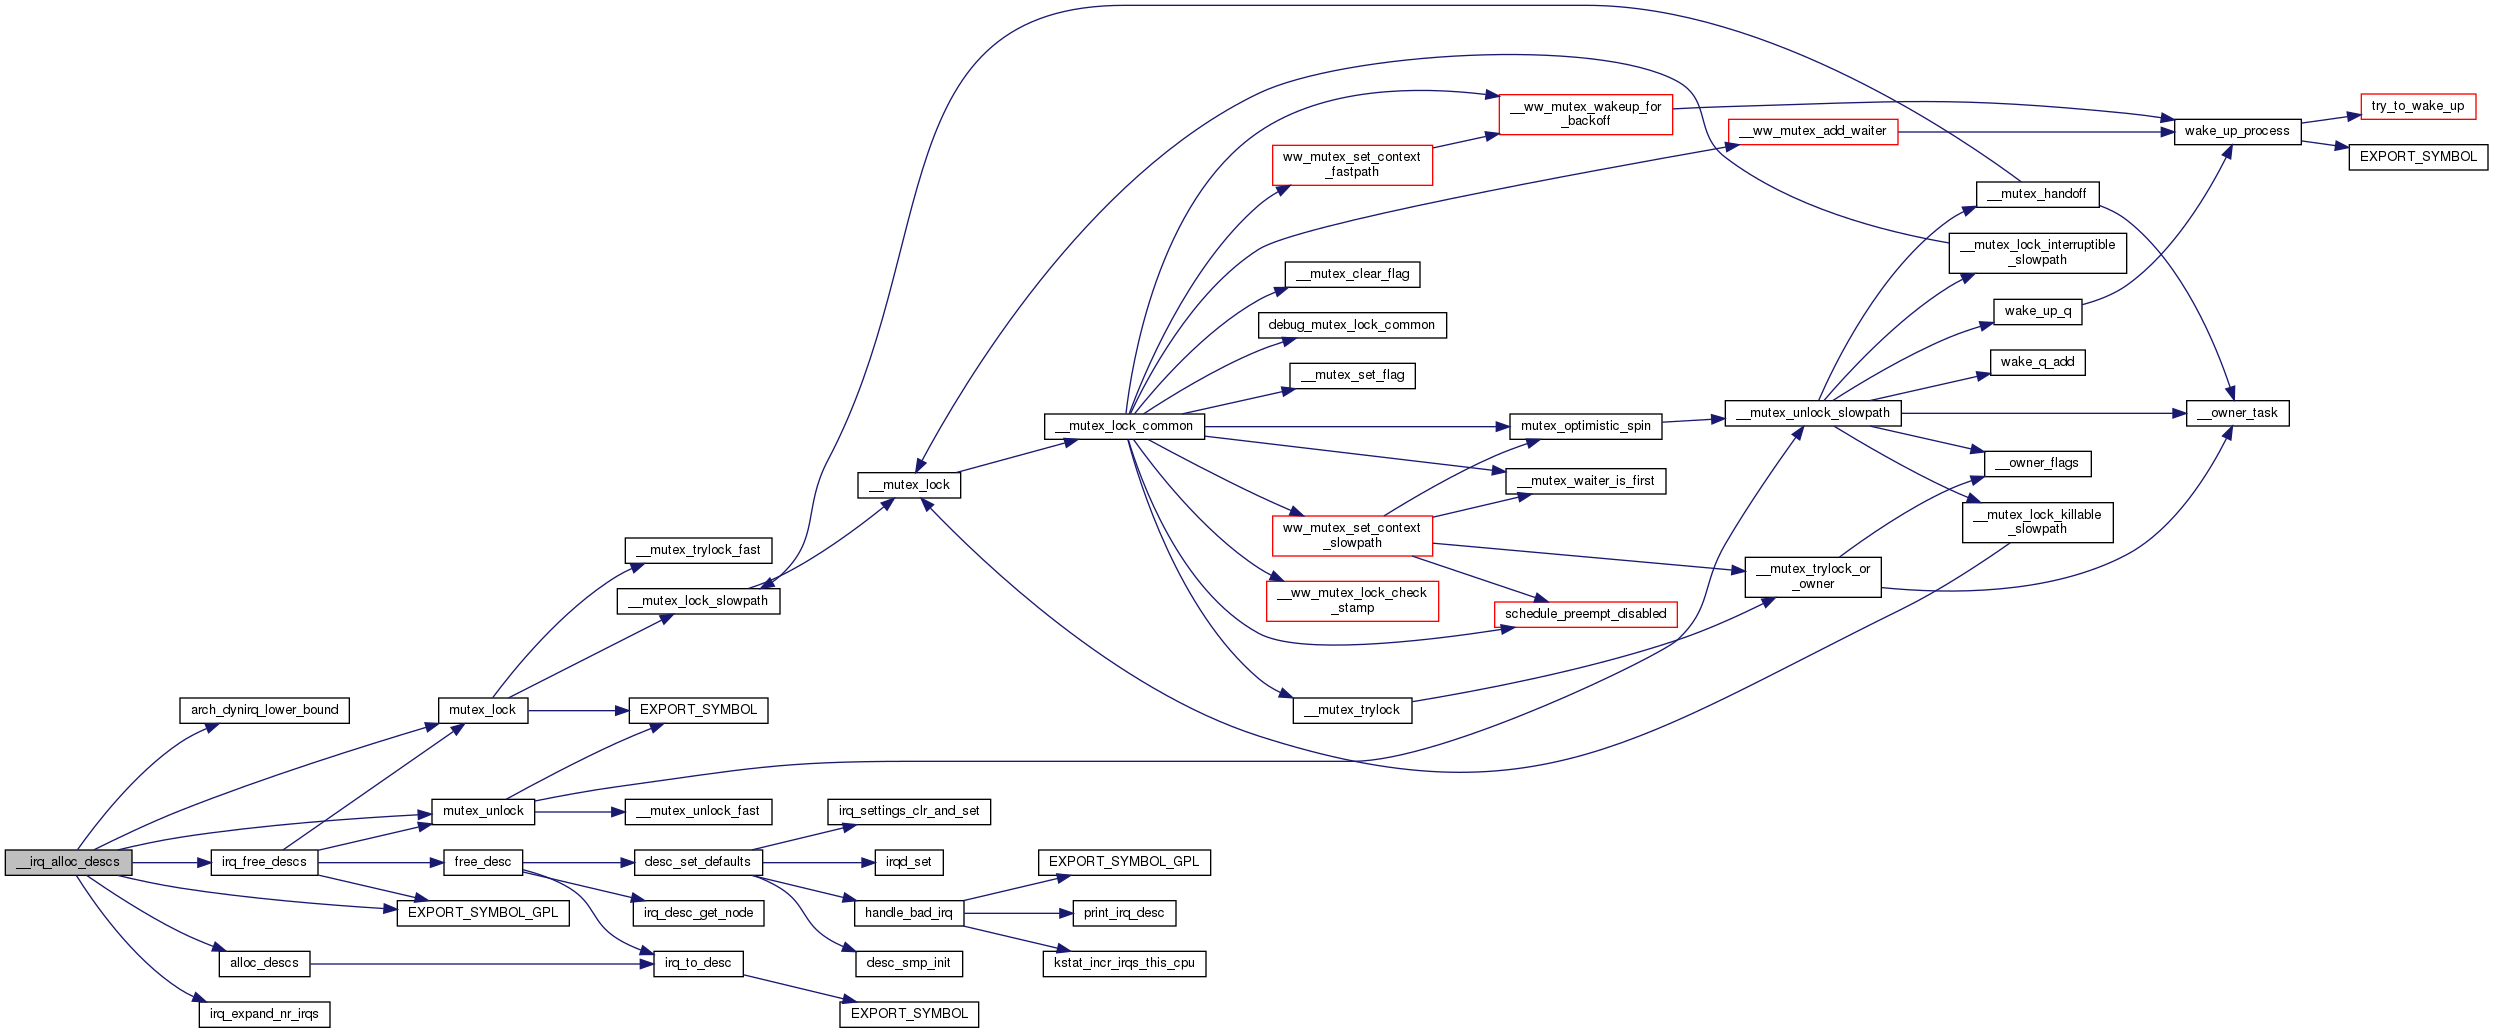 __irq_alloc_descs
arch_dynirq_lower_bound
mutex_lock
mutex_unlock
irq_free_descs
EXPORT_SYMBOL_GPL
alloc_descs
irq_expand_nr_irqs
free_desc
__mutex_trylock_fast
__mutex_lock_slowpath
EXPORT_SYMBOL
__mutex_unlock_fast
desc_set_defaults
irq_desc_get_node
irq_to_desc
irq_settings_clr_and_set
irqd_set
handle_bad_irq
desc_smp_init
EXPORT_SYMBOL
EXPORT_SYMBOL_GPL
print_irq_desc
kstat_incr_irqs_this_cpu
__mutex_lock
__mutex_lock_common
ww_mutex_set_context
_fastpath
__mutex_clear_flag
debug_mutex_lock_common
__mutex_set_flag
ww_mutex_set_context
_slowpath
__ww_mutex_lock_check
_stamp
__mutex_trylock
__ww_mutex_wakeup_for
_backoff
mutex_optimistic_spin
__mutex_waiter_is_first
schedule_preempt_disabled
__ww_mutex_add_waiter
__mutex_unlock_slowpath
__mutex_trylock_or
_owner
__mutex_handoff
__mutex_lock_interruptible
_slowpath
wake_up_q
wake_q_add
__owner_flags
__mutex_lock_killable
_slowpath
wake_up_process
__owner_task
try_to_wake_up
EXPORT_SYMBOL